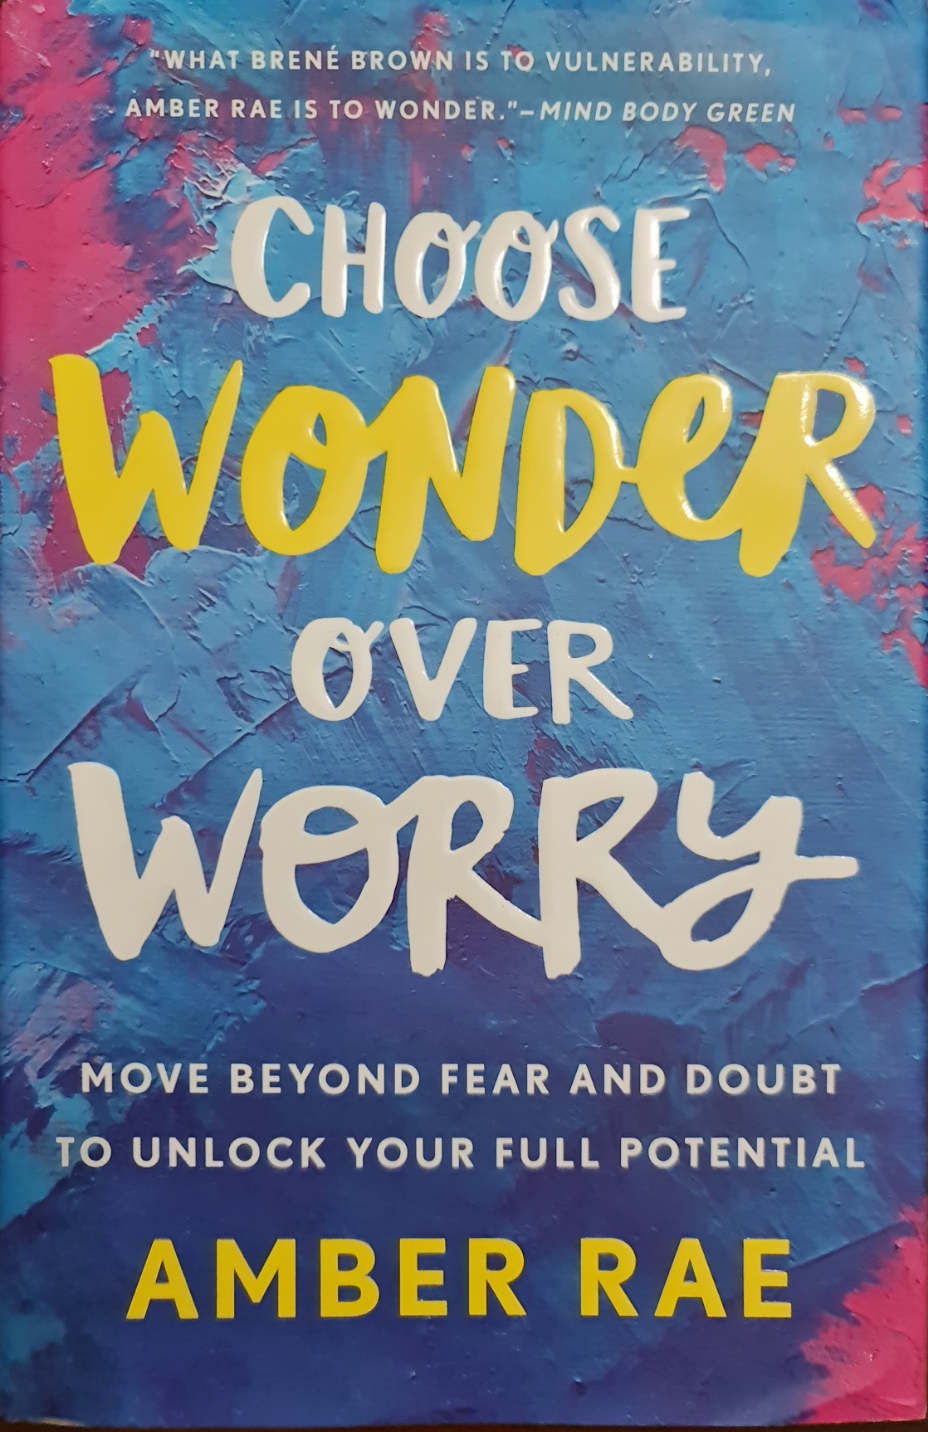 "WHAT BRENÉ BROWN IS TO VULNERABILITY,
AMBER RAE IS TO WONDER."–MIND BODY GREEN
CHOOSE
WONDER
OVER
WORRY
MOVE BEYOND FEAR AND DOUBT
TO UNLOCK YOUR FULL POTENTIAL
AMBER RAE